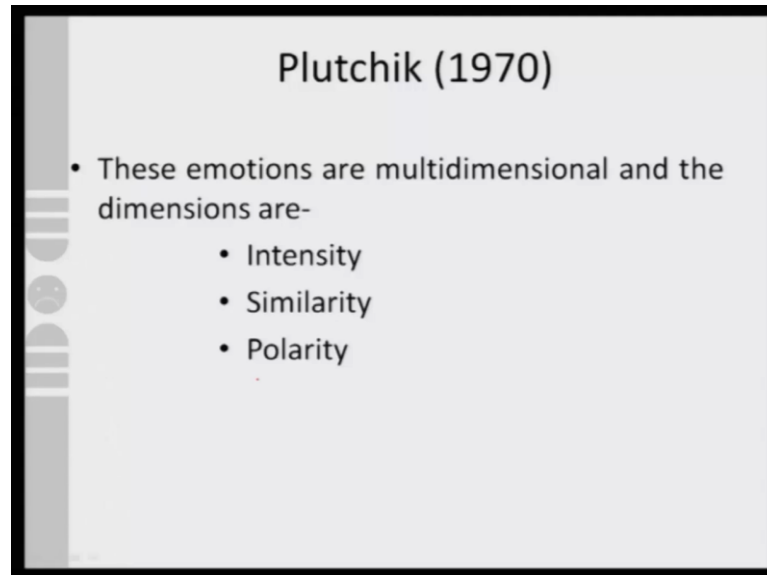 Plutchik (1970)
• These emotions are multidimensional and the
dimensions are-
• Intensity
• Similarity
• Polarity